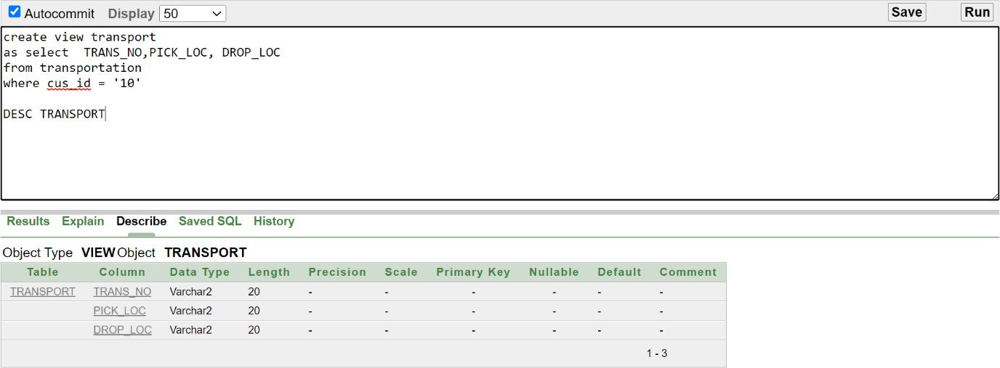 Autocommit Display 50 Save Run
create view transport
as select  TRANS_NO,PICK_LOC, DROP_LOC
from transportation
where cus_id = '10'
DESC TRANSPORT
Results Explain Describe Saved SQL History
Object Type VIEW Object TRANSPORT
Table Column Data Type Length Precision Scale Primary Key Nullable Default Comment
TRANSPORT TRANS_NO Varchar2 20 - - - - - -
PICK_LOC Varchar2 20 - - - - - -
DROP_LOC Varchar2 20 - - - - - -
1 - 3